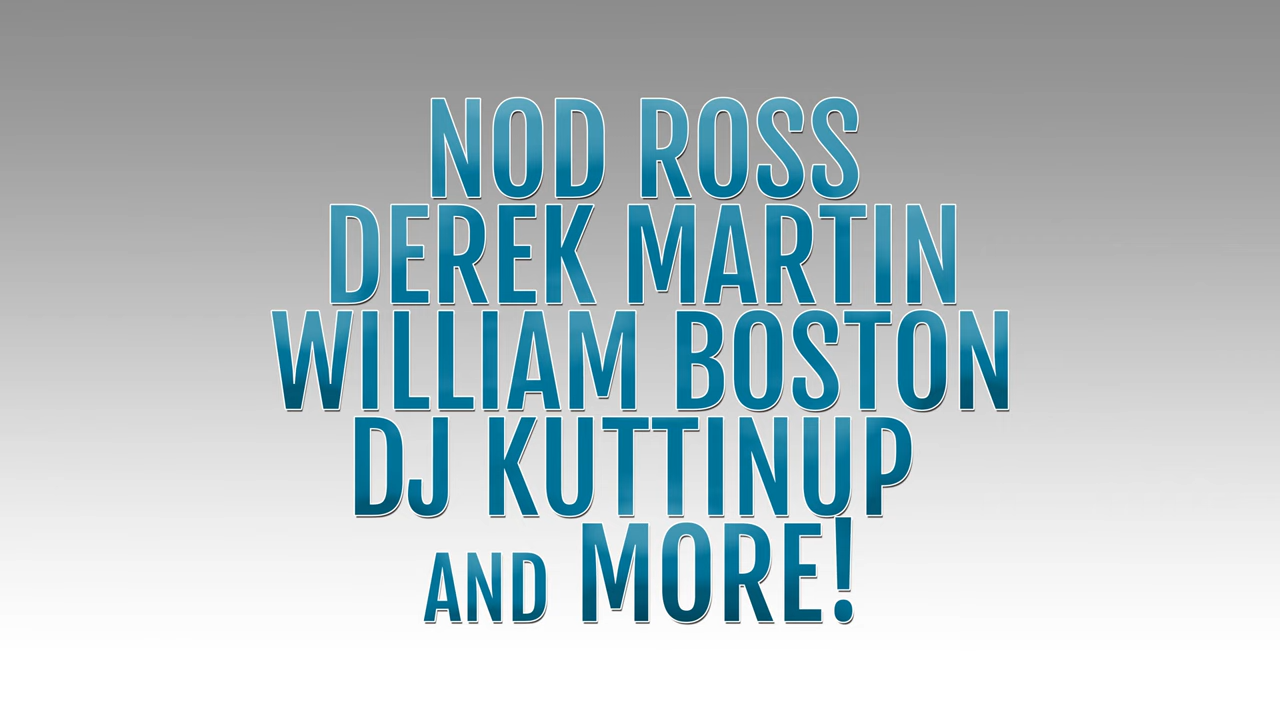 NOD ROSS
DEREK MARTIN
WILLIAM BOSTON
DJ KUTTINUP
AND MORE!